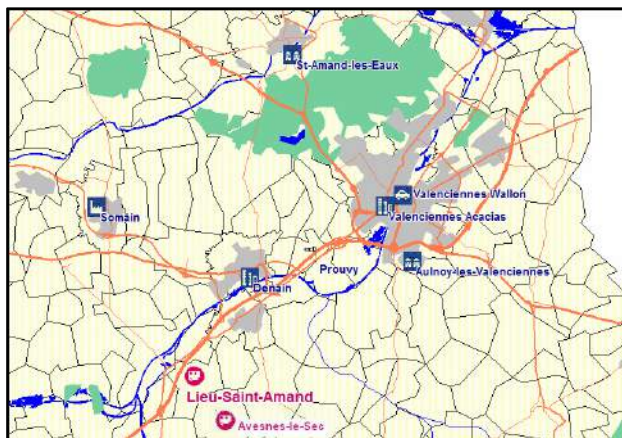 St-Amand-les-Eaux
Valenciennes Wallon
Somain
Valenciennes Acacias
Prouvy
Aulnoy-les-Valenciennes
Denain
Lieu-Saint-Amand
Avesnes-le-Sec